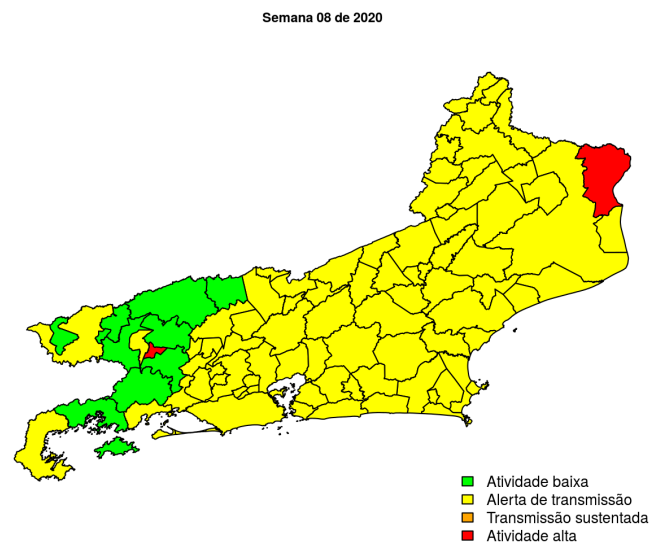 Semana 08 de 2020
Atividade baixa
Alerta de transmissão
Transmissão sustentada
Atividade alta